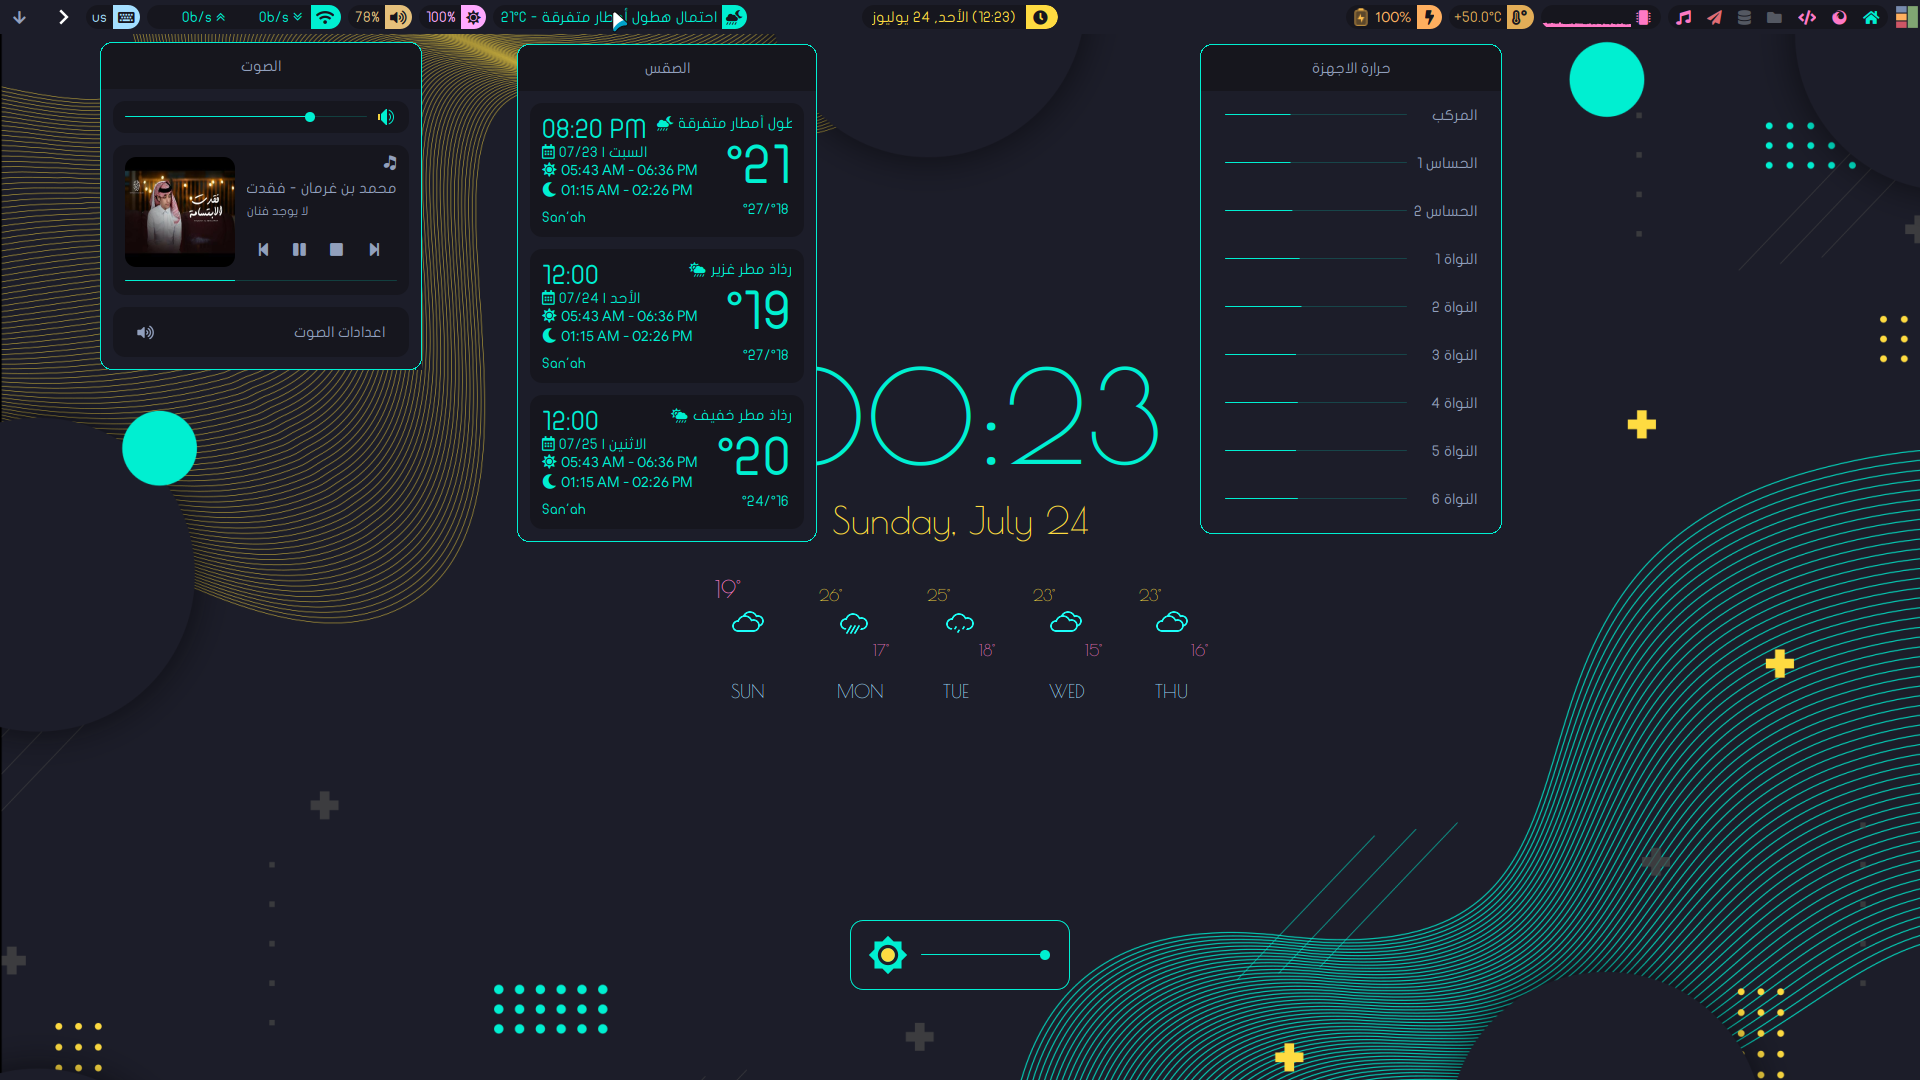 us
0b/s
0b/s
78%
100%
21°C - احتمال هطول أمطار متفرقة
(12:23) الأحد, 24 يوليوز
100%
+50.0°C
الصوت
محمد بن غرمان - فقدت
لا يوجد فنان
فقدت
الابتسامة
اعدادات الصوت
الصقس
08:20 PM
طول أمطار متفرقة
07/23 | السبت
°21
05:43 AM - 06:36 PM
01:15 AM - 02:26 PM
°27/°18
San'ah
12:00
رذاذ مطر غزير
07/24 | الأحد
°19
05:43 AM - 06:36 PM
01:15 AM - 02:26 PM
°27/°18
San'ah
12:00
رذاذ مطر خفيف
07/25 | الاثنين
°20
05:43 AM - 06:36 PM
01:15 AM - 02:26 PM
°24/°16
San'ah
حرارة الاجهزة
المركب
الحساس 1
الحساس 2
النواة 1
النواة 2
النواة 3
النواة 4
النواة 5
النواة 6
00:23
Sunday, July 24
19°
26°
25°
23°
23°
17°
18°
15°
16°
SUN
MON
TUE
WED
THU